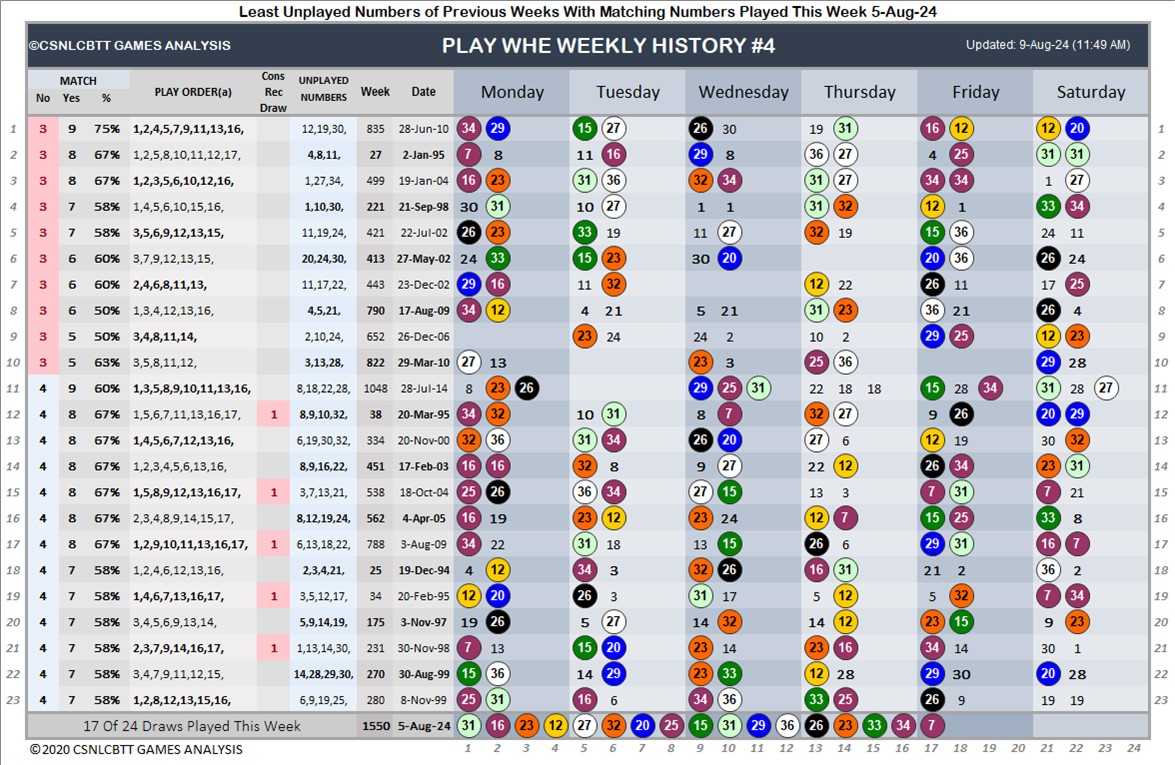 Least Unplayed Numbers of Previous Weeks With Matching Numbers Played This Week 5-Aug-24
©CSNLCBTT GAMES ANALYSIS PLAY WHE WEEKLY HISTORY #4 Updated: 9-Aug-24 (11:49 AM)
MATCH No Yes % PLAY ORDER(a) Cons Rec Draw UNPLAYED NUMBERS Week Date Monday Tuesday Wednesday Thursday Friday Saturday
1 3 9 75% 1,2,4,5,7,9,11,13,16, 12,19,30, 835 28-Jun-10 34 29 15 27 26 30 19 31 16 12 12 20 1
2 3 8 67% 1,2,5,8,10,11,12,17, 4,8,11, 27 2-Jan-95 7 8 11 16 29 8 36 27 4 25 31 31 2
3 3 8 67% 1,2,3,5,6,10,12,16, 1,27,34, 499 19-Jan-04 16 23 31 36 32 34 31 27 34 34 1 27 3
4 3 7 58% 1,4,5,6,10,15,16, 1,10,30, 221 21-Sep-98 30 31 10 27 1 1 31 32 12 1 33 34 4
5 3 7 58% 3,5,6,9,12,13,15, 11,19,24, 421 22-Jul-02 26 23 33 19 11 27 32 19 15 36 24 11 5
6 3 6 60% 3,7,9,12,13,15, 20,24,30, 413 27-May-02 24 33 15 23 30 20 20 36 26 24 6
7 3 6 60% 2,4,6,8,11,13, 11,17,22, 443 23-Dec-02 29 16 11 32 12 22 26 11 17 25 7
8 3 6 50% 1,3,4,12,13,16, 4,5,21, 790 17-Aug-09 34 12 4 21 5 21 31 23 36 21 26 4 8
9 3 5 50% 3,4,8,11,14, 2,10,24, 652 26-Dec-06 23 24 24 2 10 2 29 25 12 23 9
10 3 5 63% 3,5,8,11,12, 3,13,28, 822 29-Mar-10 27 13 23 3 25 36 29 28 10
11 4 9 60% 1,3,5,8,9,10,11,13,16, 8,18,22,28, 1048 28-Jul-14 8 23 26 29 25 31 22 18 18 15 28 34 31 28 27 11
12 4 8 67% 1,5,6,7,11,13,16,17, 1 8,9,10,32, 38 20-Mar-95 34 32 10 31 8 7 32 27 9 26 20 29 12
13 4 8 67% 1,4,5,6,7,12,13,16, 6,19,30,32, 334 20-Nov-00 32 36 31 34 26 20 27 6 12 19 30 32 13
14 4 8 67% 1,2,3,4,5,6,13,16, 8,9,16,22, 451 17-Feb-03 16 16 32 8 9 27 22 12 26 34 23 31 14
15 4 8 67% 1,5,8,9,12,13,16,17, 1 3,7,13,21, 538 18-Oct-04 25 26 36 34 27 15 13 3 7 31 7 21 15
16 4 8 67% 2,3,4,8,9,14,15,17, 8,12,19,24, 562 4-Apr-05 16 19 23 12 23 24 12 7 15 25 33 8 16
17 4 8 67% 1,2,9,10,11,13,16,17, 1 6,13,18,22, 788 3-Aug-09 34 22 31 18 13 15 26 6 29 31 16 7 17
18 4 7 58% 1,2,4,6,12,13,16, 2,3,4,21, 25 19-Dec-94 4 12 34 3 32 26 16 31 21 2 36 2 18
19 4 7 58% 1,4,6,7,13,16,17, 1 3,5,12,17, 34 20-Feb-95 12 20 26 3 31 17 5 12 5 32 7 34 19
20 4 7 58% 3,4,5,6,9,13,14, 5,9,14,19, 175 3-Nov-97 19 26 5 27 14 32 14 12 23 15 9 23 20
21 4 7 58% 2,3,7,9,14,16,17, 1 1,13,14,30, 231 30-Nov-98 7 13 15 20 23 14 23 16 34 14 30 1 21
22 4 7 58% 3,4,7,9,11,12,15, 14,28,29,30, 270 30-Aug-99 15 36 14 29 23 33 12 28 29 30 20 28 22
23 4 7 58% 1,2,8,12,13,15,16, 6,9,19,25, 280 8-Nov-99 25 31 16 6 34 36 33 25 26 9 19 19 23
17 Of 24 Draws Played This Week 1550 5-Aug-24 31 16 23 12 27 32 20 25 15 31 29 36 26 23 33 34 7
© 2020 CSNLCBTT GAMES ANALYSIS 1 2 3 4 5 6 7 8 9 10 11 12 13 14 15 16 17 18 19 20 21 22 23 24